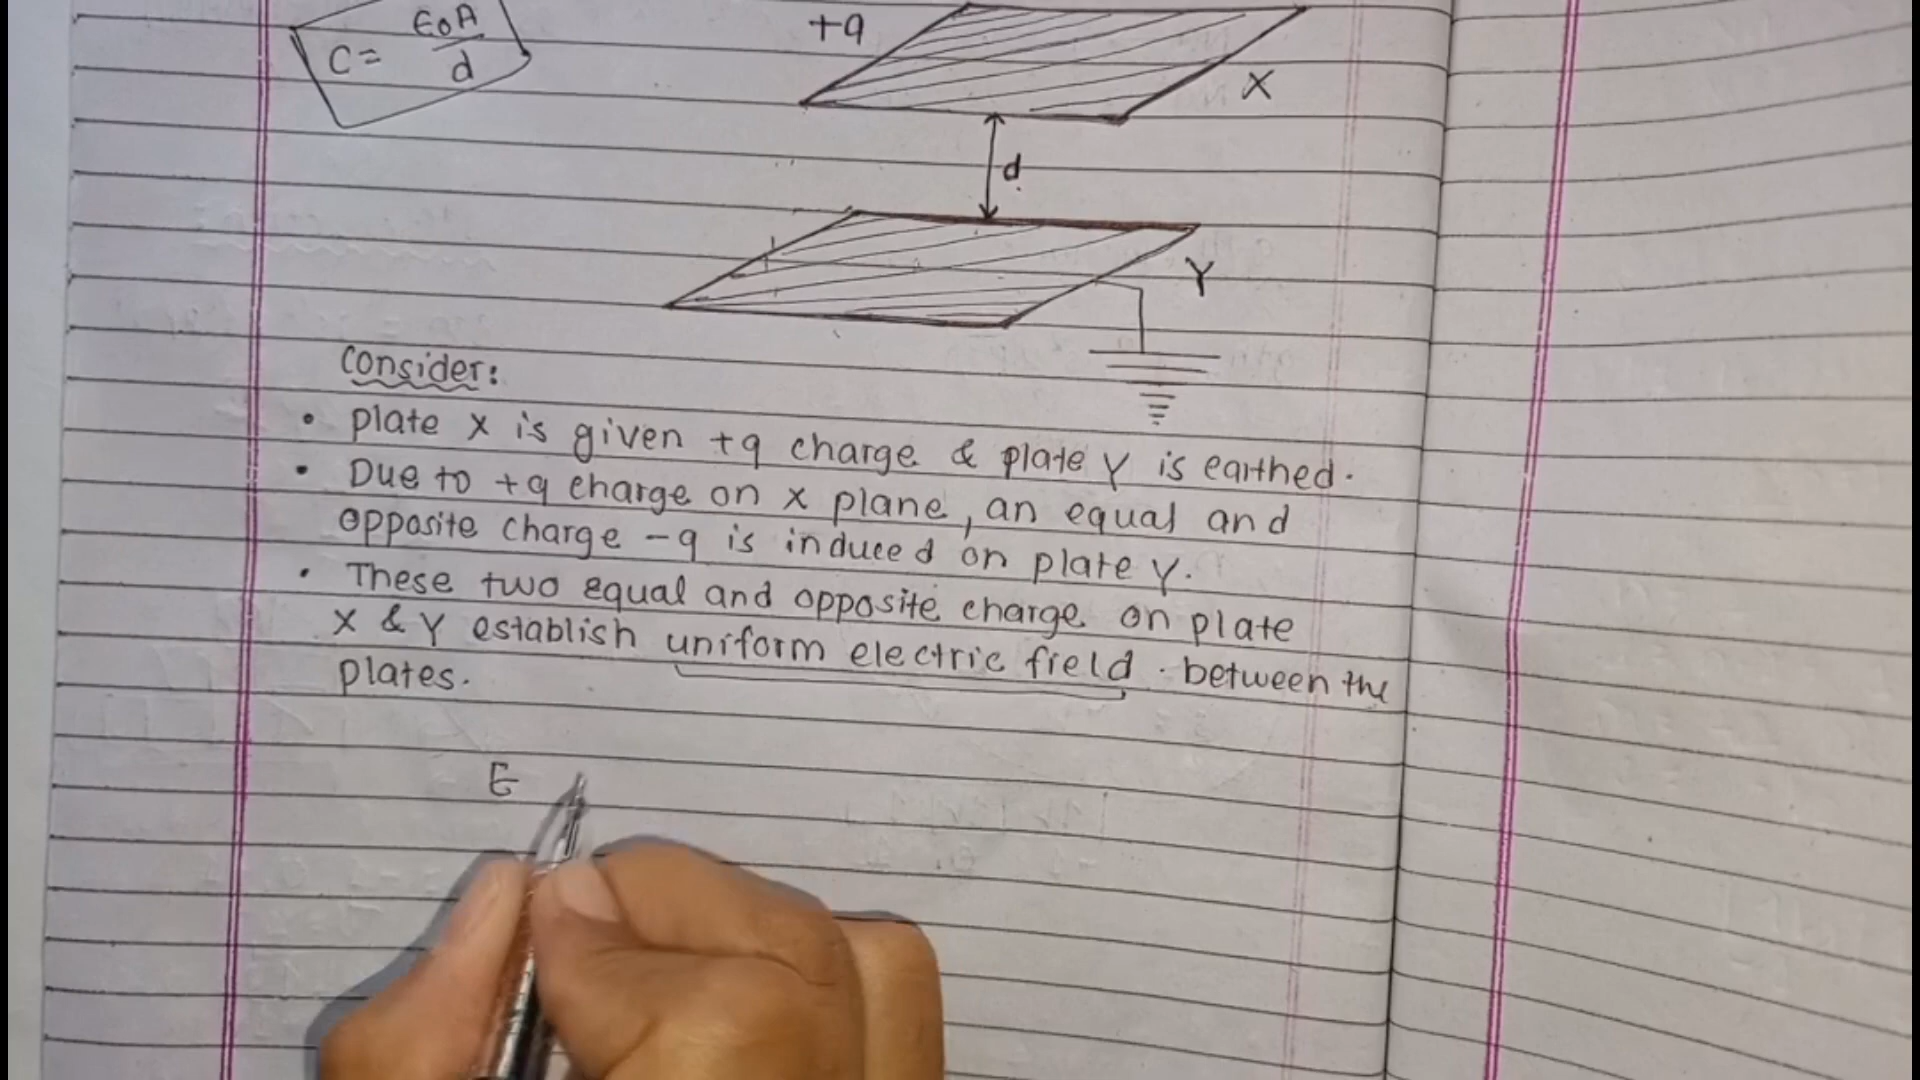 C = ε0A/d
+q
X
d
Y
Consider:
• plate X is given +q charge & plate Y is earthed.
• Due to +q charge on X plane, an equal and
opposite charge -q is induced on plate Y.
• These two equal and opposite charge on plate
X & Y establish uniform electric field. between the
plates.
E